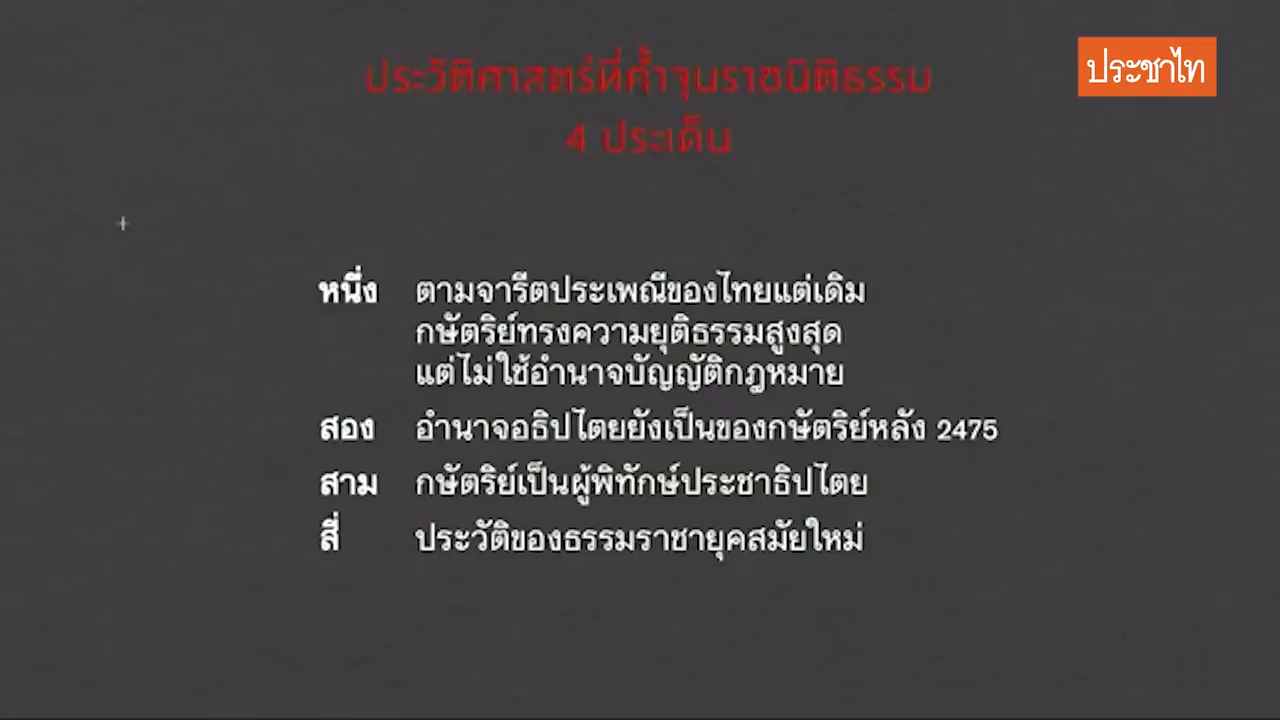 ประวัติศาสตร์ที่ค้ำจุนราชนิติธรรม
4 ประเด็น
ประชาไท
หนึ่ง ตามจารีตประเพณีของไทยแต่เดิม
กษัตริย์ทรงความยุติธรรมสูงสุด
แต่ไม่ใช้อำนาจบัญญัติกฎหมาย
สอง อำนาจอธิปไตยยังเป็นของกษัตริย์หลัง 2475
สาม กษัตริย์เป็นผู้พิทักษ์ประชาธิปไตย
สี่ ประวัติของธรรมราชายุคสมัยใหม่